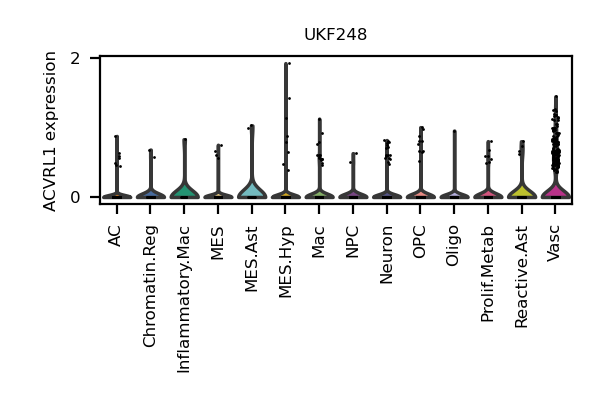 UKF248
ACVRL1 expression
2
0
AC
Chromatin.Reg
Inflammatory.Mac
MES
MES.Ast
MES.Hyp
Mac
NPC
Neuron
OPC
Oligo
Prolif.Metab
Reactive.Ast
Vasc